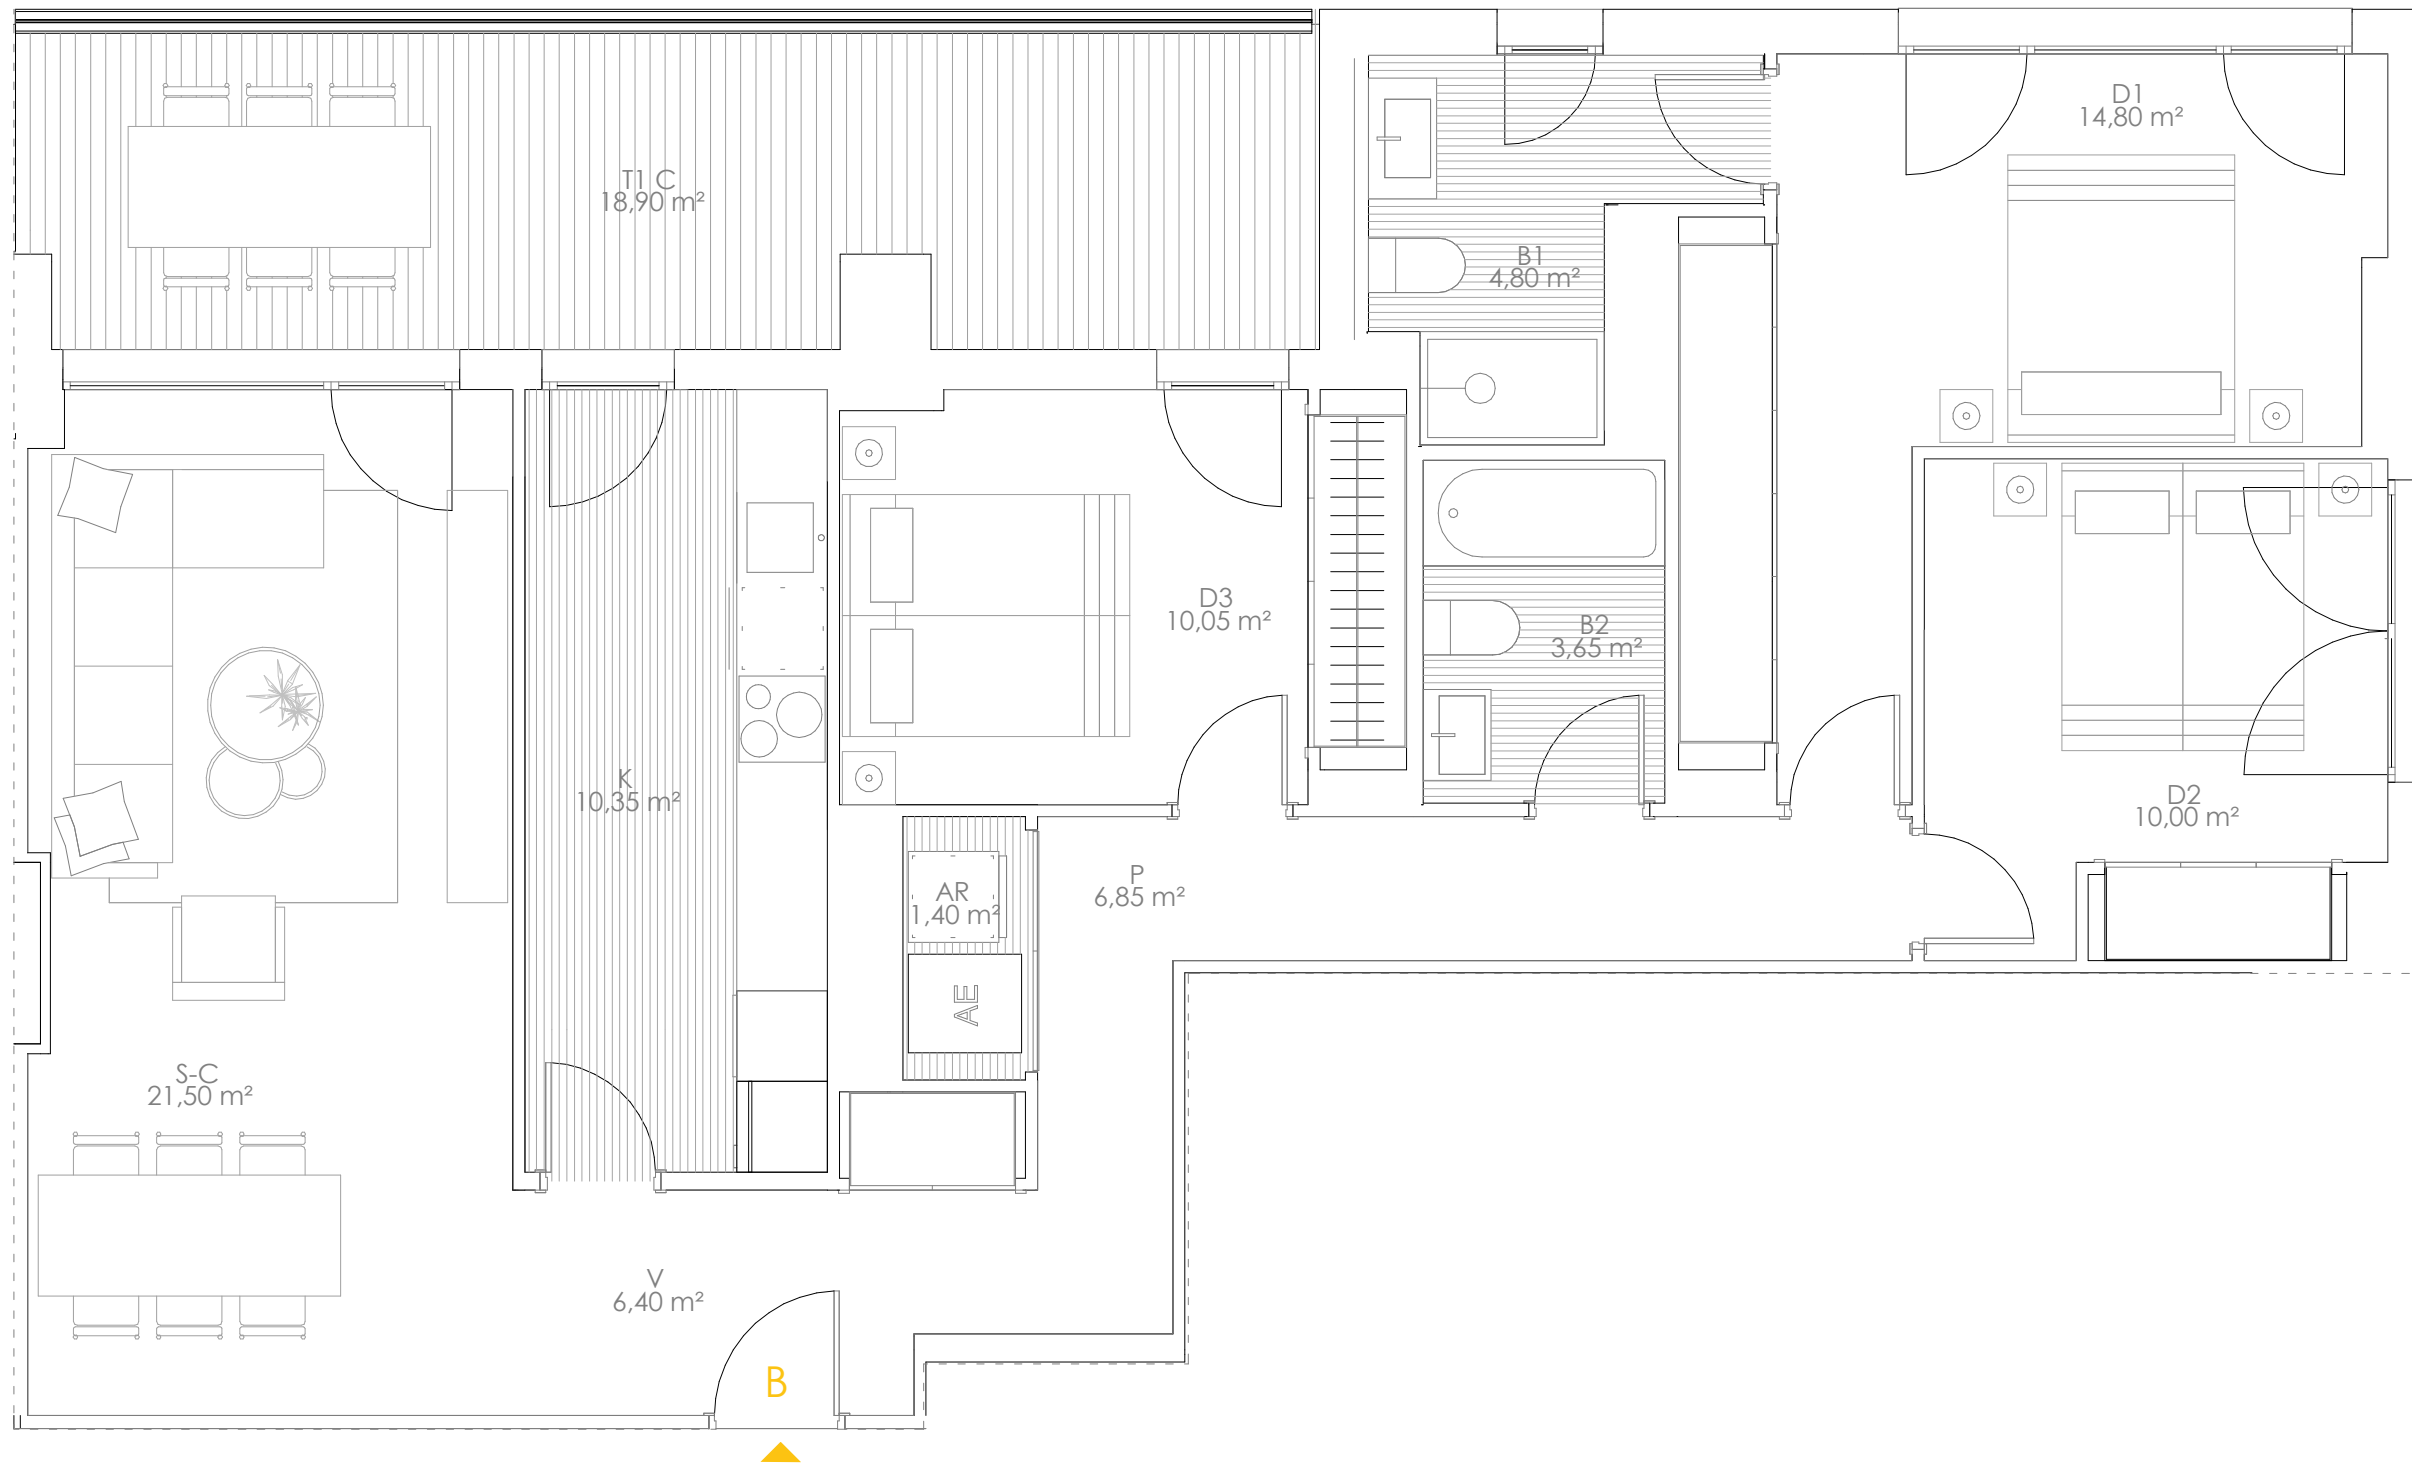 D1
14,80 m²
T1 C
18,90 m²
B1
4,80 m²
D3
10,05 m²
B2
3,65 m²
K
10,35 m²
D2
10,00 m²
AR
1,40 m²
P
6,85 m²
AE
S-C
21,50 m²
V
6,40 m²
B